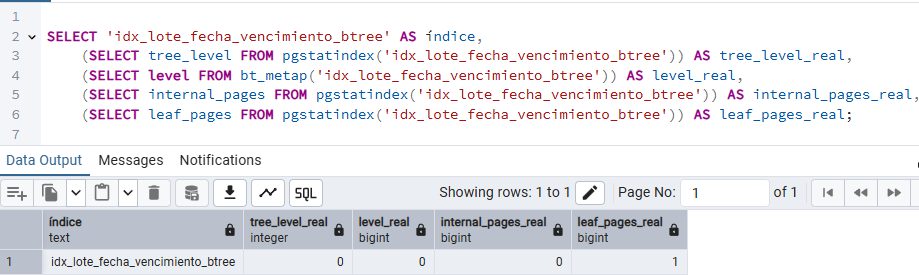 1
2 SELECT 'idx_lote_fecha_vencimiento_btree' AS índice,
3 (SELECT tree_level FROM pgstatindex('idx_lote_fecha_vencimiento_btree')) AS tree_level_real,
4 (SELECT level FROM bt_metap('idx_lote_fecha_vencimiento_btree')) AS level_real,
5 (SELECT internal_pages FROM pgstatindex('idx_lote_fecha_vencimiento_btree')) AS internal_pages_real,
6 (SELECT leaf_pages FROM pgstatindex('idx_lote_fecha_vencimiento_btree')) AS leaf_pages_real;
7
Data Output Messages Notifications
SQL Showing rows: 1 to 1 Page No: 1 of 1
índice tree_level_real level_real internal_pages_real leaf_pages_real
text integer bigint bigint bigint
1 idx_lote_fecha_vencimiento_btree 0 0 0 1